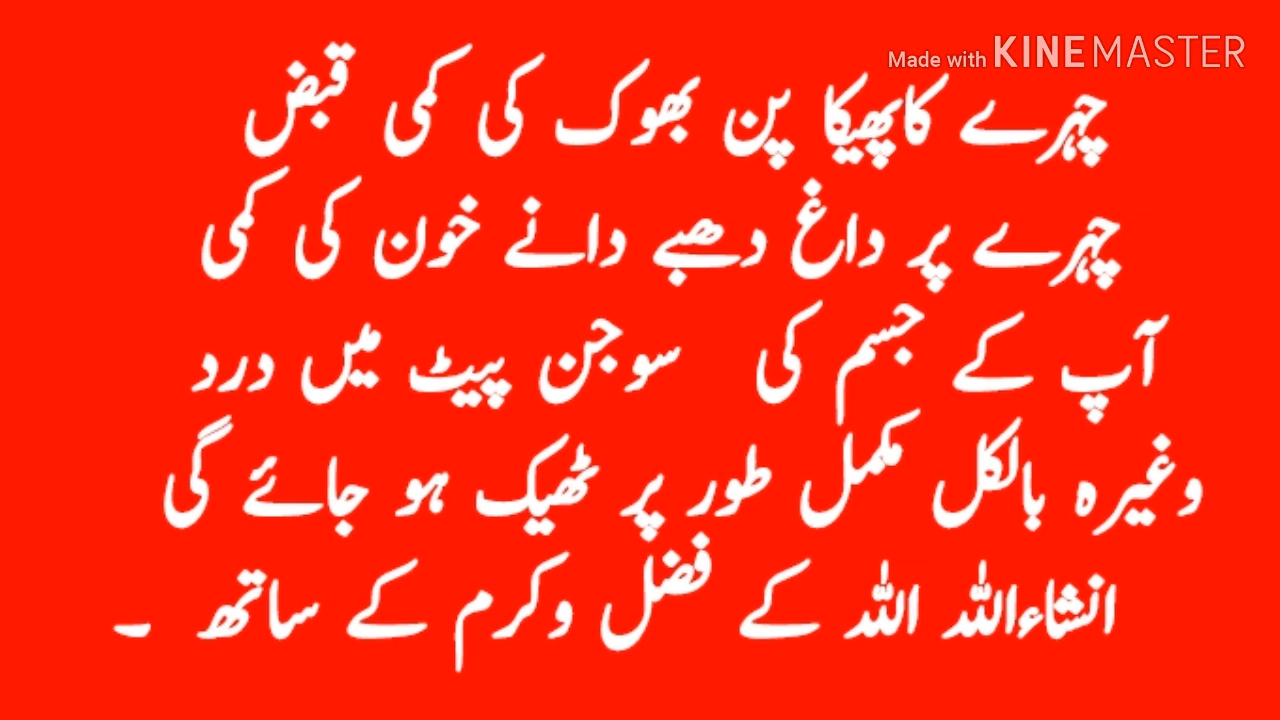 Made with KINEMASTER
چہرے کاپھیکا پن بھوک کی کمی قبض
چہرے پر داغ دھبے دانے خون کی کمی
آپ کے جسم کی سوجن پیٹ میں درد
وغیرہ بالکل مکمل طور پر ٹھیک ہو جائے گی
انشاءاللہ اللہ کے فضل وکرم کے ساتھ ۔